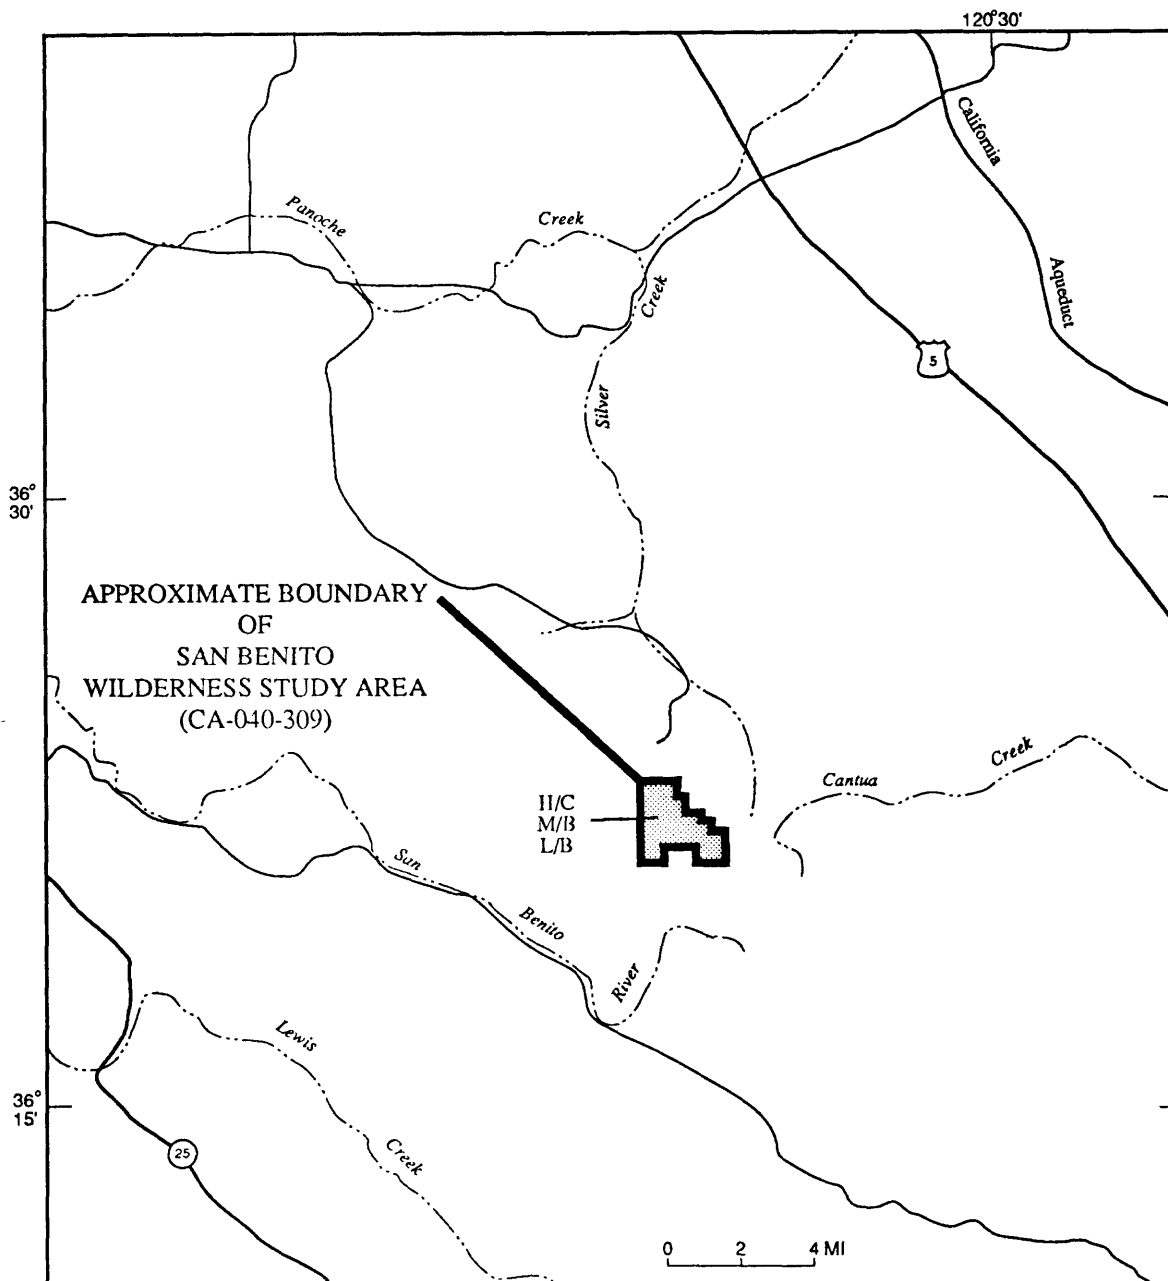 120°30'
California
Aqueduct
Panoche
Creek
Creek
Silver
5
36°
30'
APPROXIMATE BOUNDARY
OF
SAN BENITO
WILDERNESS STUDY AREA
(CA-040-309)
H/C
M/B
L/B
Cantua
Creek
San
Benito
River
Lewis
Creek
36°
15'
25
0 2 4 MI